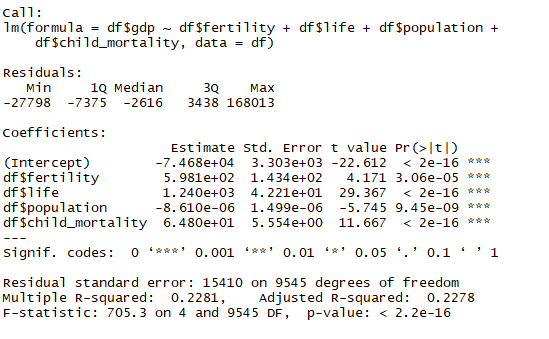 Call:
lm(formula = df$gdp ~ df$fertility + df$life + df$population +
    df$child_mortality, data = df)

Residuals:
   Min     1Q Median     3Q    Max
-27798  -7375  -2616   3438 168013

Coefficients:
                     Estimate Std. Error t value Pr(>|t|)
(Intercept)        -7.468e+04  3.303e+03 -22.612  < 2e-16 ***
df$fertility        5.981e+02  1.434e+02   4.171 3.06e-05 ***
df$life             1.240e+03  4.221e+01  29.367  < 2e-16 ***
df$population      -8.610e-06  1.499e-06  -5.745 9.45e-09 ***
df$child_mortality  6.480e+01  5.554e+00  11.667  < 2e-16 ***
---
Signif. codes:  0 ‘***’ 0.001 ‘**’ 0.01 ‘*’ 0.05 ‘.’ 0.1 ‘ ’ 1

Residual standard error: 15410 on 9545 degrees of freedom
Multiple R-squared:  0.2281,    Adjusted R-squared:  0.2278
F-statistic: 705.3 on 4 and 9545 DF,  p-value: < 2.2e-16